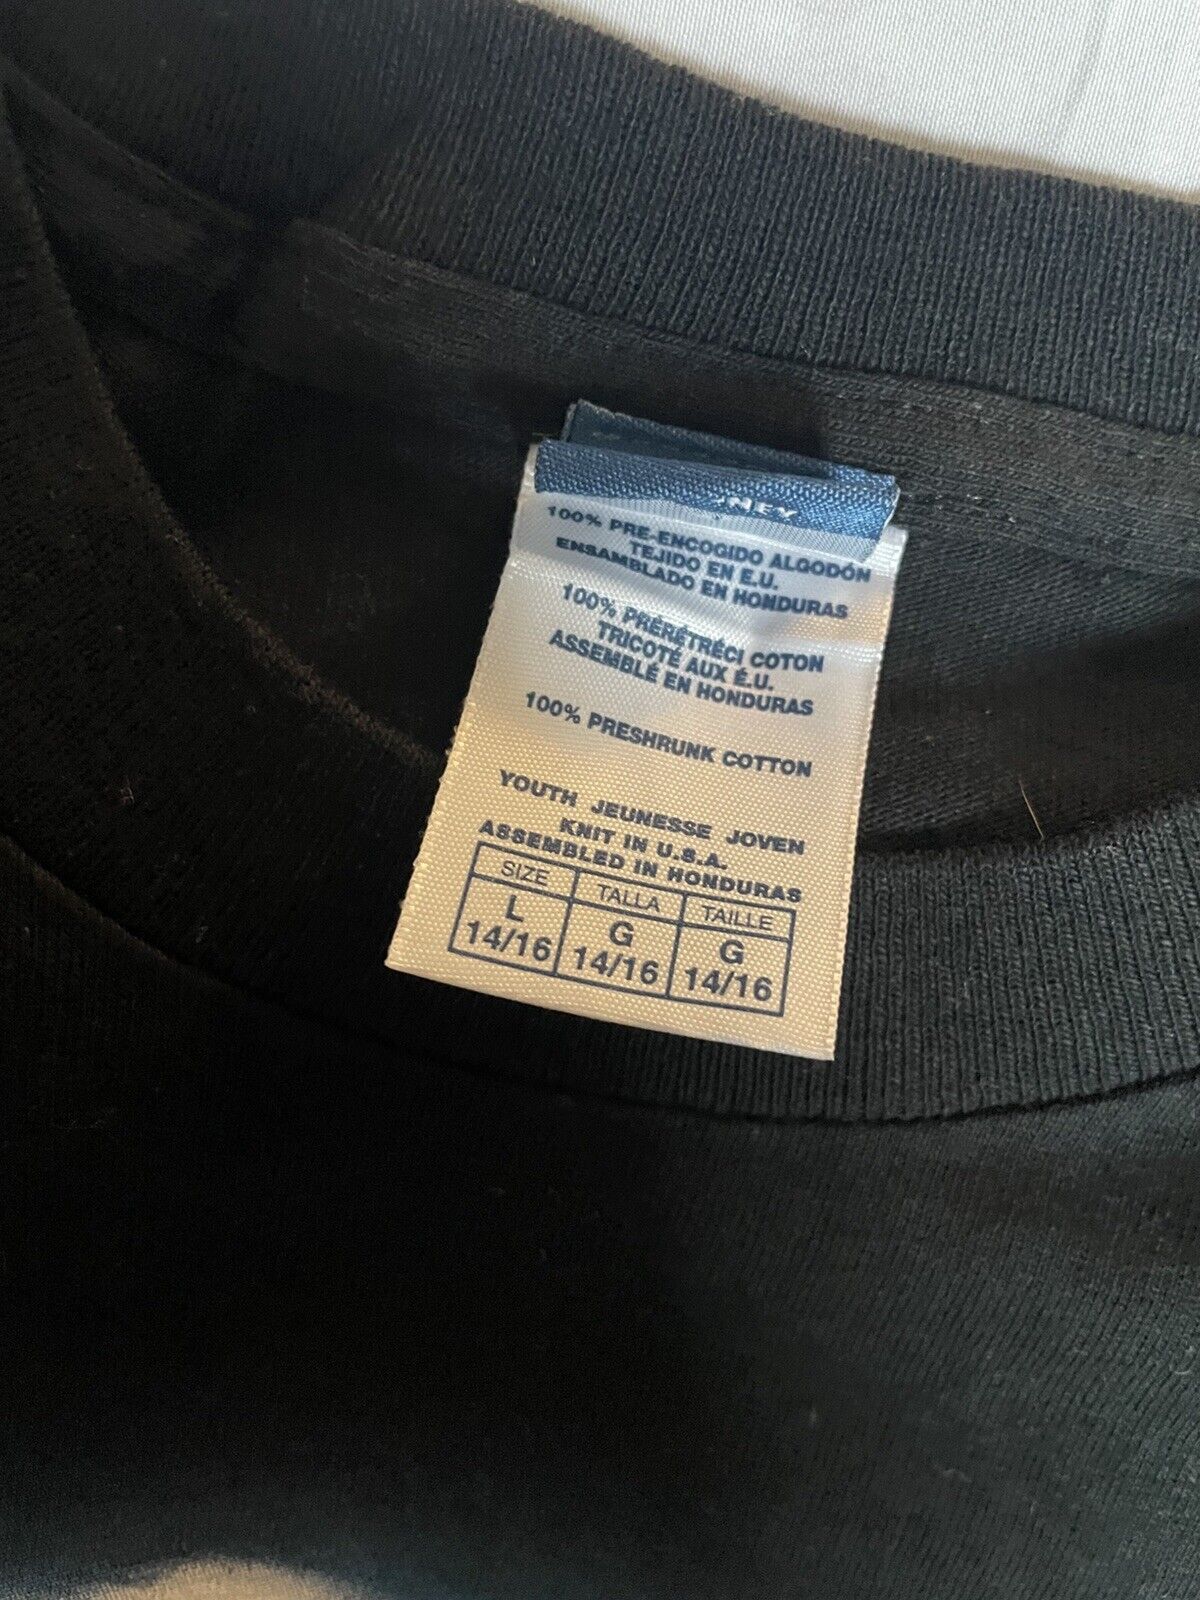 100% PRE-ENCOGIDO ALGODÓN
TEJIDO EN E.U.
ENSAMBLADO EN HONDURAS
100% PRÉRÉTRÉCI COTON
TRICOTÉ AUX É.U.
ASSEMBLÉ EN HONDURAS
100% PRESHRUNK COTTON
YOUTH JEUNESSE JOVEN
KNIT IN U.S.A.
ASSEMBLED IN HONDURAS
SIZE TALLA TAILLE
L G G
14/16 14/16 14/16